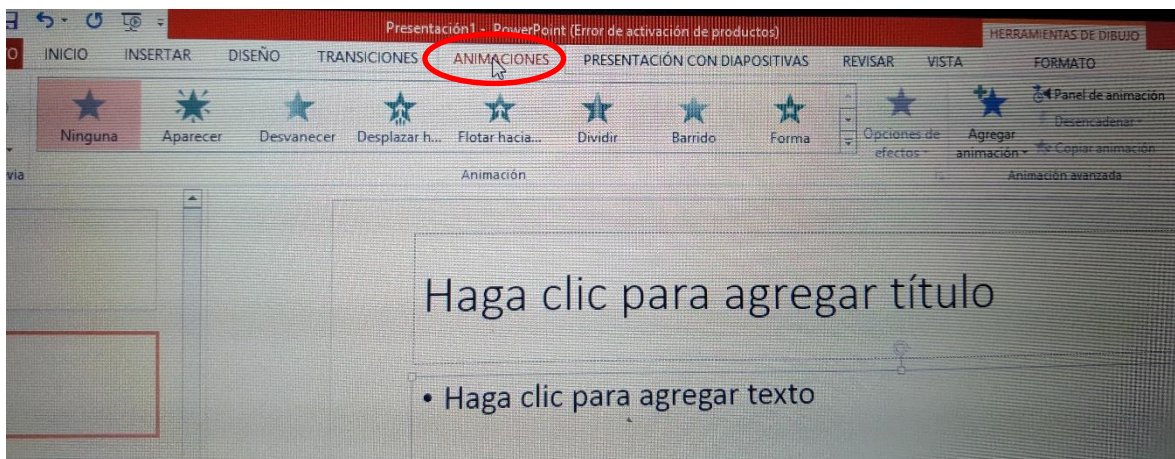 Presentación1 - PowerPoint (Error de activación de productos)
HERRAMIENTAS DE DIBUJO
INICIO INSERTAR DISEÑO TRANSICIONES ANIMACIONES PRESENTACIÓN CON DIAPOSITIVAS REVISAR VISTA FORMATO
Ninguna Aparecer Desvanecer Desplazar h... Flotar hacia... Dividir Barrido Forma
Opciones de efectos
Agregar animación
Panel de animación
Desencadenar
Copiar animación
via
Animación
Animación avanzada
Haga clic para agregar título
• Haga clic para agregar texto